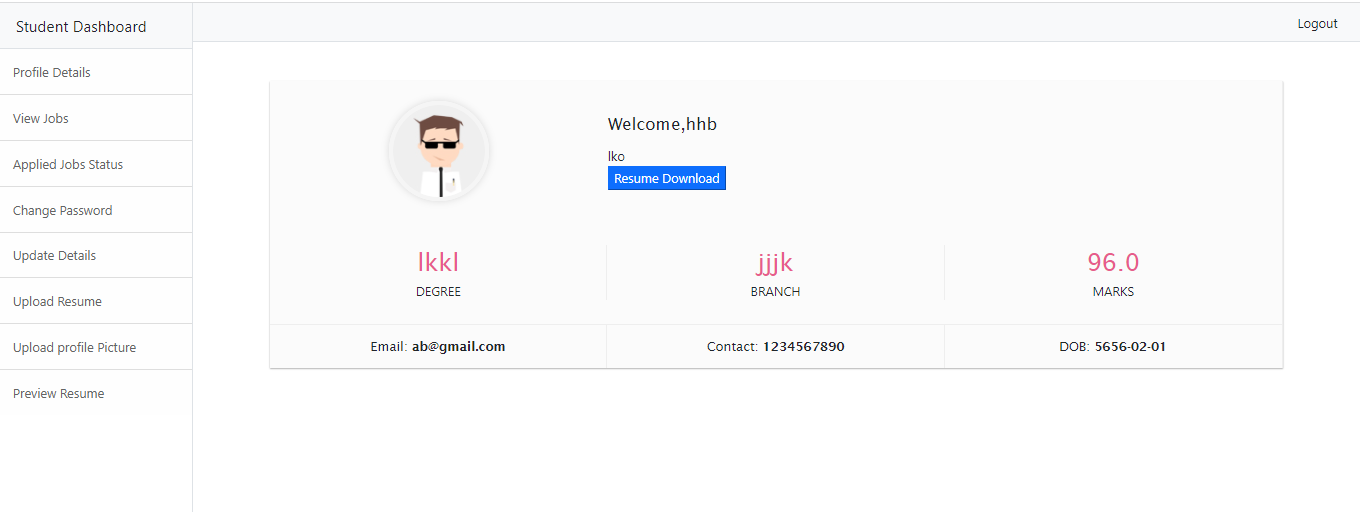 Student Dashboard
Logout
Profile Details
View Jobs
Applied Jobs Status
Change Password
Update Details
Upload Resume
Upload profile Picture
Preview Resume
Welcome,hhb
lko
Resume Download
lkkl
DEGREE
jjjk
BRANCH
96.0
MARKS
Email: ab@gmail.com
Contact: 1234567890
DOB: 5656-02-01